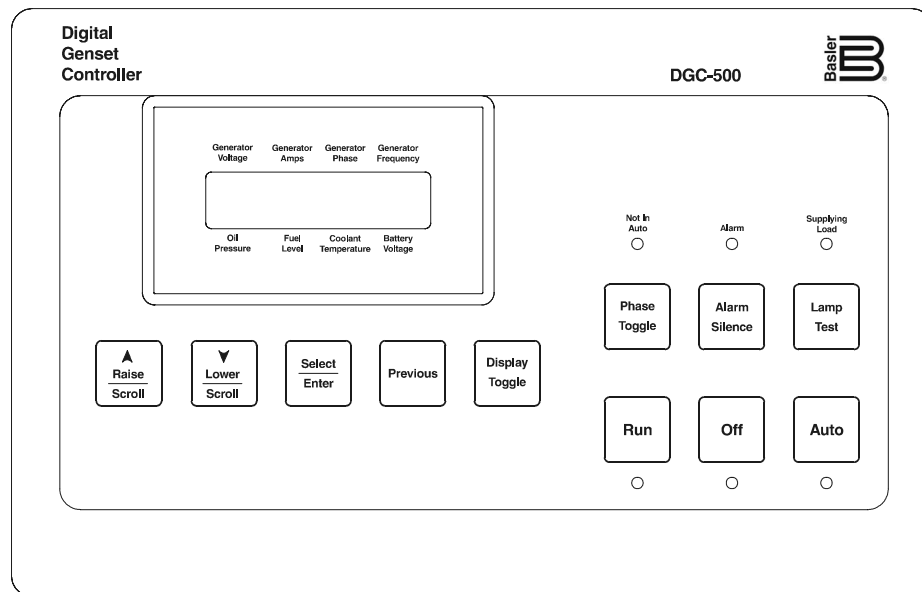 Digital
Genset
Controller
DGC-500
Basler
Generator Voltage
Generator Amps
Generator Phase
Generator Frequency
Oil Pressure
Fuel Level
Coolant Temperature
Battery Voltage
Not In Auto
Alarm
Supplying Load
Phase Toggle
Alarm Silence
Lamp Test
Raise
Scroll
Lower
Scroll
Select
Enter
Previous
Display Toggle
Run
Off
Auto